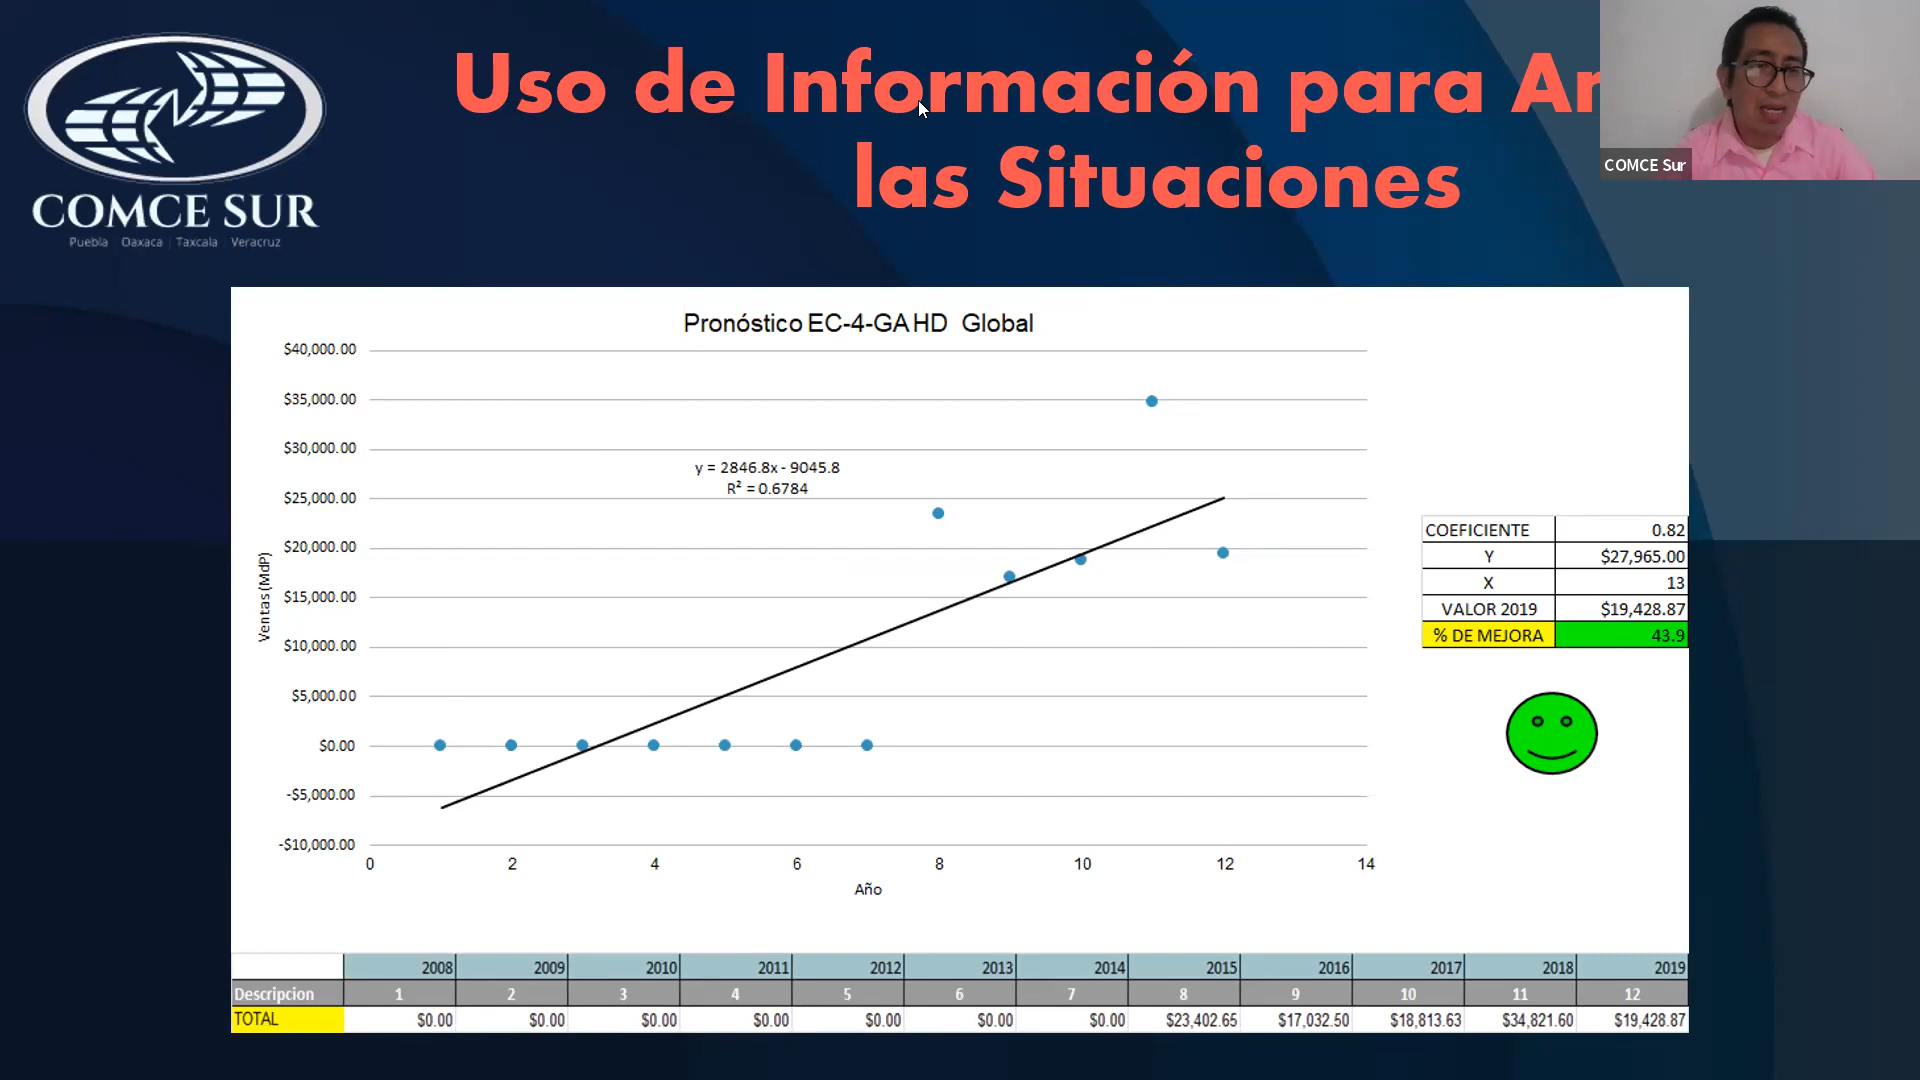 Uso de Información para An
las Situaciones
COMCE Sur
COMCE SUR
Puebla Oaxaca Taxcala Veracruz
Pronóstico EC-4-GA HD Global
$40,000.00
$35,000.00
$30,000.00
$25,000.00
$20,000.00
$15,000.00
$10,000.00
$5,000.00
$0.00
-$5,000.00
-$10,000.00
Ventas (MdP)
y = 2846.8x - 9045.8
R² = 0.6784
0 2 4 6 8 10 12 14
Año
COEFICIENTE 0.82
Y $27,965.00
X 13
VALOR 2019 $19,428.87
% DE MEJORA 43.9
2008 2009 2010 2011 2012 2013 2014 2015 2016 2017 2018 2019
Descripcion 1 2 3 4 5 6 7 8 9 10 11 12
TOTAL $0.00 $0.00 $0.00 $0.00 $0.00 $0.00 $0.00 $23,402.65 $17,032.50 $18,813.63 $34,821.60 $19,428.87